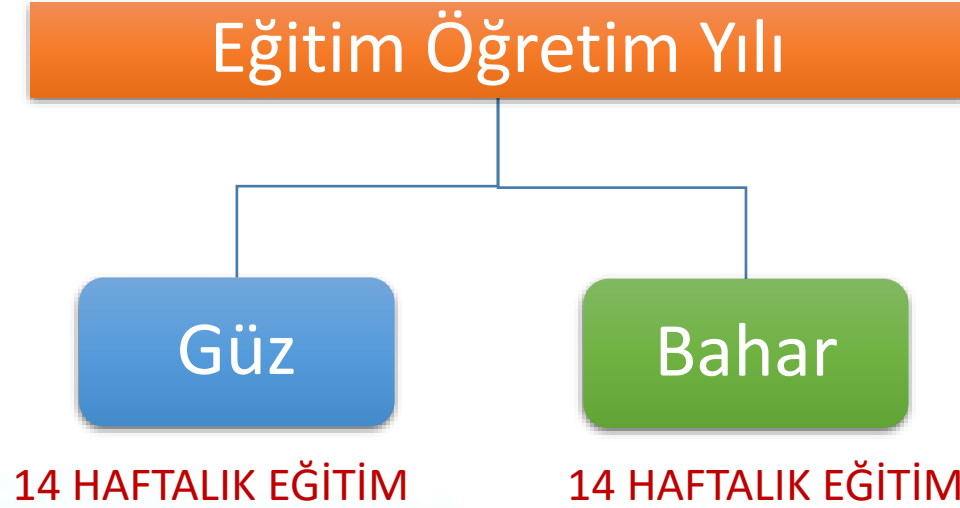 Eğitim Öğretim Yılı
Güz
Bahar
14 HAFTALIK EĞİTİM
14 HAFTALIK EĞİTİM